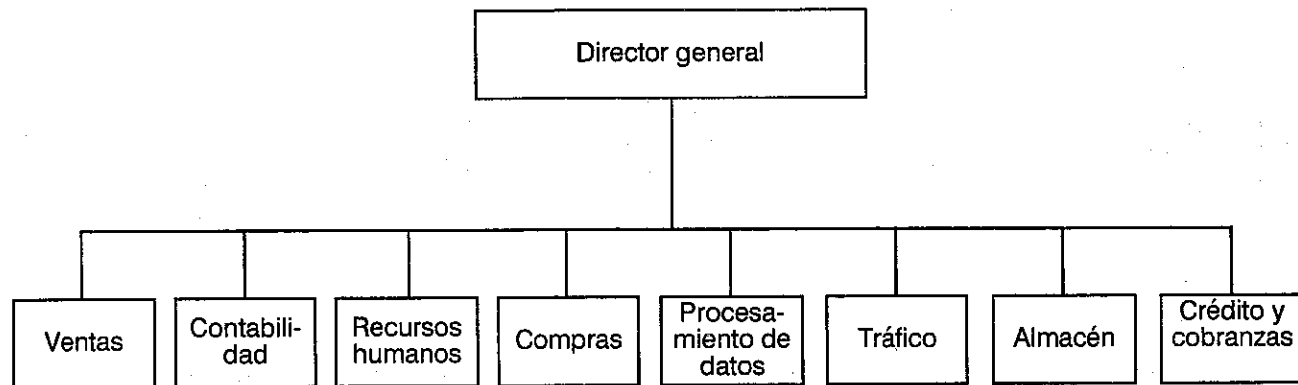 Director general
Ventas
Contabili-
dad
Recursos
humanos
Compras
Procesa-
miento de
datos
Tráfico
Almacén
Crédito y
cobranzas